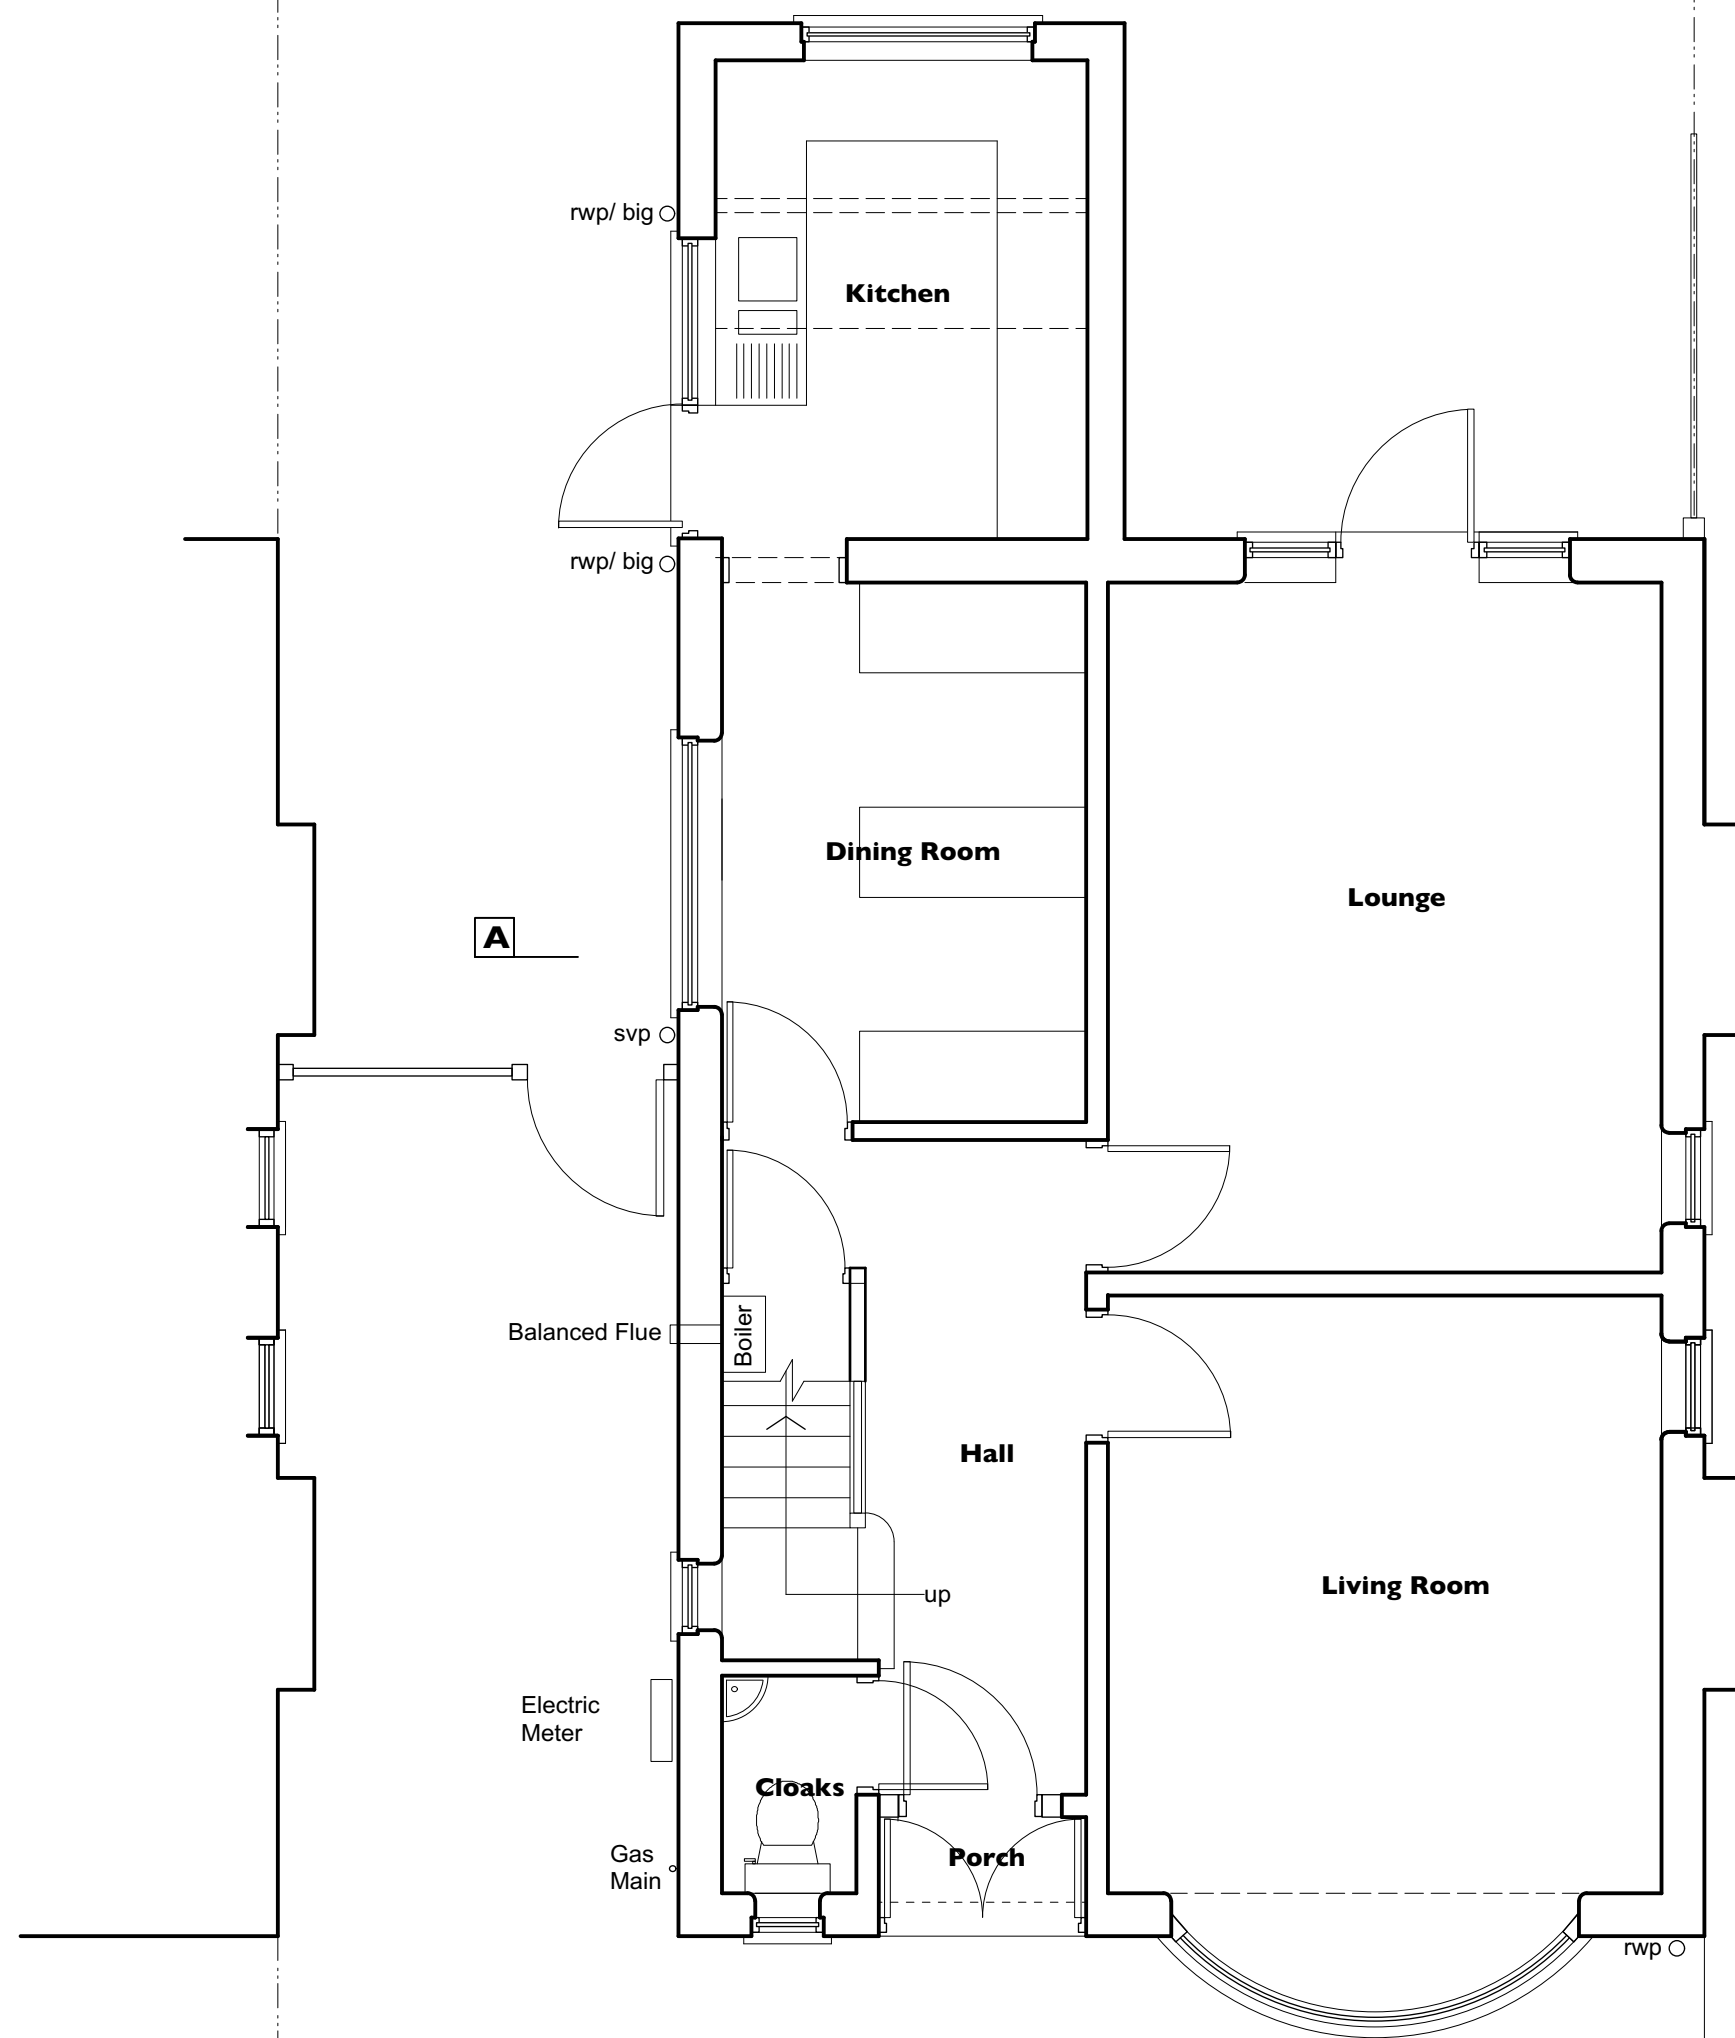 rwp/ big
Kitchen
rwp/ big
Dining Room
Lounge
A
svp
Balanced Flue
Boiler
Hall
Living Room
up
Electric
Meter
Cloaks
Gas
Main
Porch
rwp